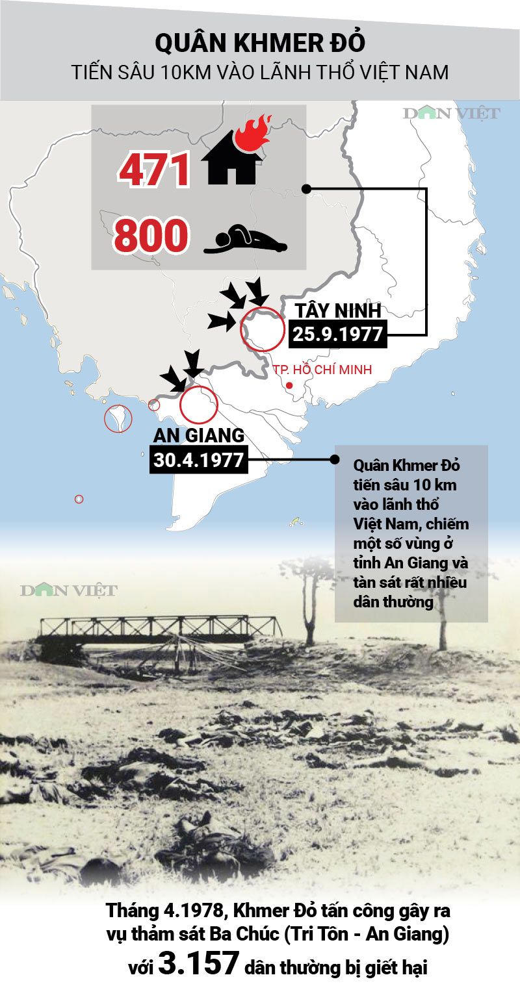 QUÂN KHMER ĐỎ
TIẾN SÂU 10KM VÀO LÃNH THỔ VIỆT NAM
DÂN VIỆT
471
800
TÂY NINH
25.9.1977
TP. HỒ CHÍ MINH
AN GIANG
30.4.1977
Quân Khmer Đỏ
tiến sâu 10 km
vào lãnh thổ
Việt Nam, chiếm
một số vùng ở
tỉnh An Giang và
tàn sát rất nhiều
dân thường
DÂN VIỆT
Tháng 4.1978, Khmer Đỏ tấn công gây ra
vụ thảm sát Ba Chúc (Tri Tôn - An Giang)
với 3.157 dân thường bị giết hại